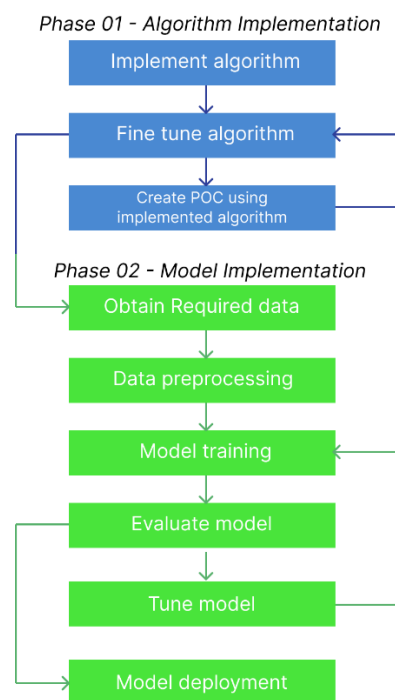 Phase 01 - Algorithm Implementation
Implement algorithm
Fine tune algorithm
Create POC using
implemented algorithm
Phase 02 - Model Implementation
Obtain Required data
Data preprocessing
Model training
Evaluate model
Tune model
Model deployment